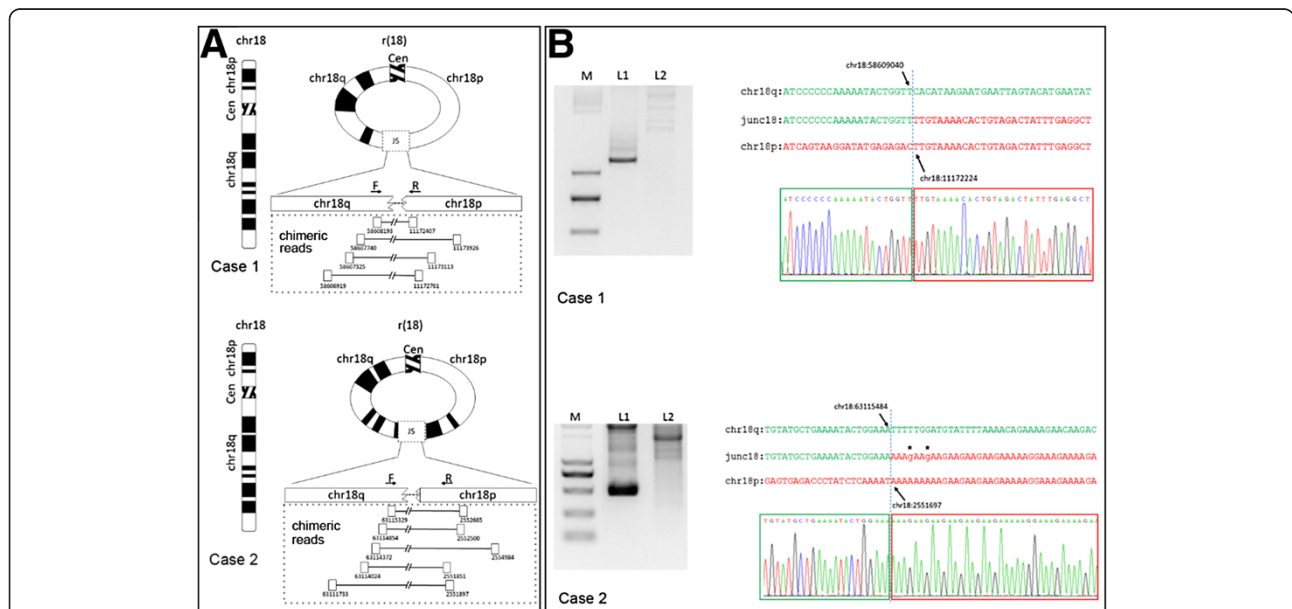 A
chr18
r(18)
Cen
chr18p
chr18q
chr18p
Cen
chr18q
JS
F
R
chr18q
chr18p
chimeric
reads
58608193
11172407
58607740
11173926
58607325
11173113
58606919
11172761
Case 1
chr18
r(18)
Cen
chr18p
chr18q
chr18p
Cen
chr18q
JS
F
R
chr18q
chr18p
chimeric
reads
63115329
2552665
63114854
2552500
63114372
2554984
63114024
2551851
63111733
2551897
Case 2
B
M L1 L2
Case 1
chr18:58609040
chr18q:ATCCCCCCAAAAATACTGGTTCACATAAGAATGAATTAGTACATGAATAT
junc18:ATCCCCCCAAAAATACTGGTTTTGTAAAACACTGTAGACTATTTGAGGCT
chr18p:ATCAGTAAGGATATGAGAGACTTGTAAAACACTGTAGACTATTTGAGGCT
chr18:11172224
ATCCCCCCAAAAATACTGGTTTTGTAAAACACTGTAGACTATTTGAGGCT
M L1 L2
Case 2
chr18:63115484
chr18q:TGTATGCTGAAAATACTGGAAATTTTTGGATGTATTTTAAAACAGAAAAGAACAAGAC
junc18:TGTATGCTGAAAATACTGGAAAAAAgAAgAAGAAGAAGAAAAAGGAAAGAAAAGA
chr18p:GAGTGAGACCCTATCTCAAAATAAAAAAAAAGAAGAAGAAGAAAAAGGAAAGAAAAGA
chr18:2551697